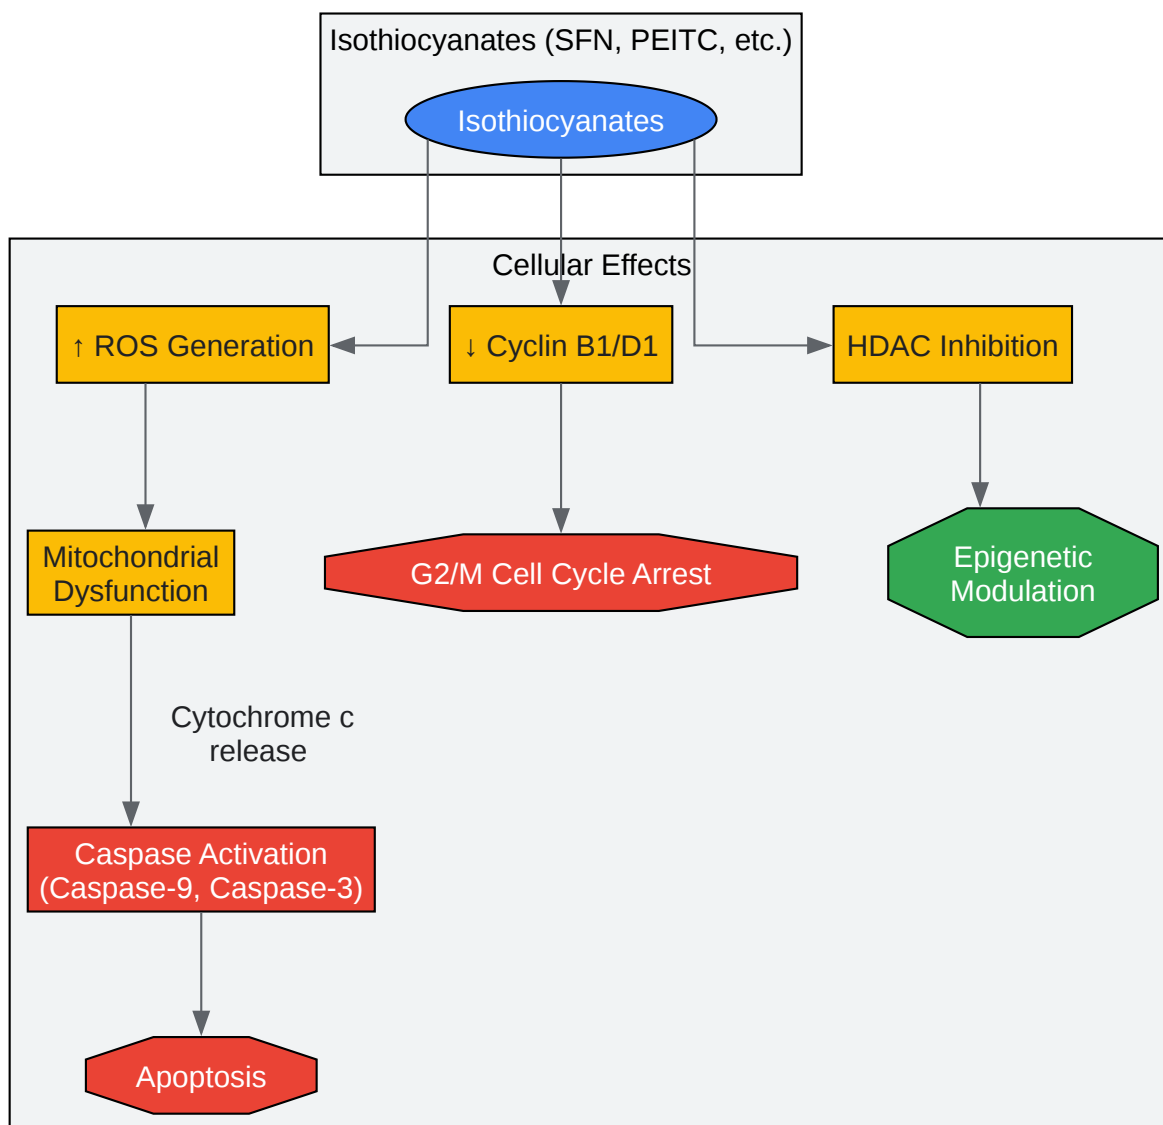 Isothiocyanates (SFN, PEITC, etc.)
Isothiocyanates
Cellular Effects
↑ ROS Generation
↓ Cyclin B1/D1
HDAC Inhibition
Mitochondrial
Dysfunction
G2/M Cell Cycle Arrest
Epigenetic
Modulation
Cytochrome c
release
Caspase Activation
(Caspase-9, Caspase-3)
Apoptosis